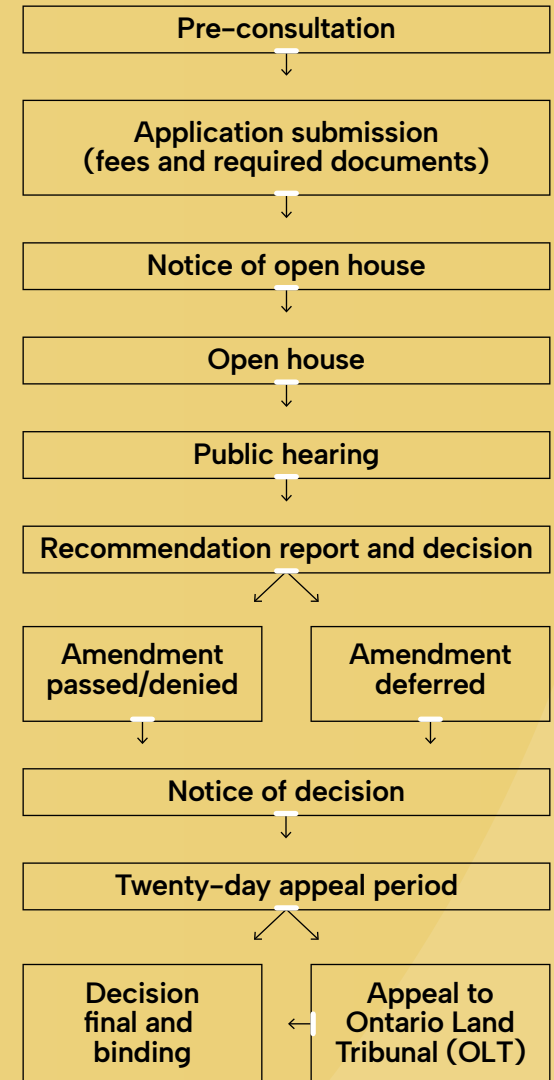 Pre-consultation
Application submission
(fees and required documents)
Notice of open house
Open house
Public hearing
Recommendation report and decision
Amendment
passed/denied
Amendment
deferred
Notice of decision
Twenty-day appeal period
Decision
final and
binding
Appeal to
Ontario Land
Tribunal (OLT)